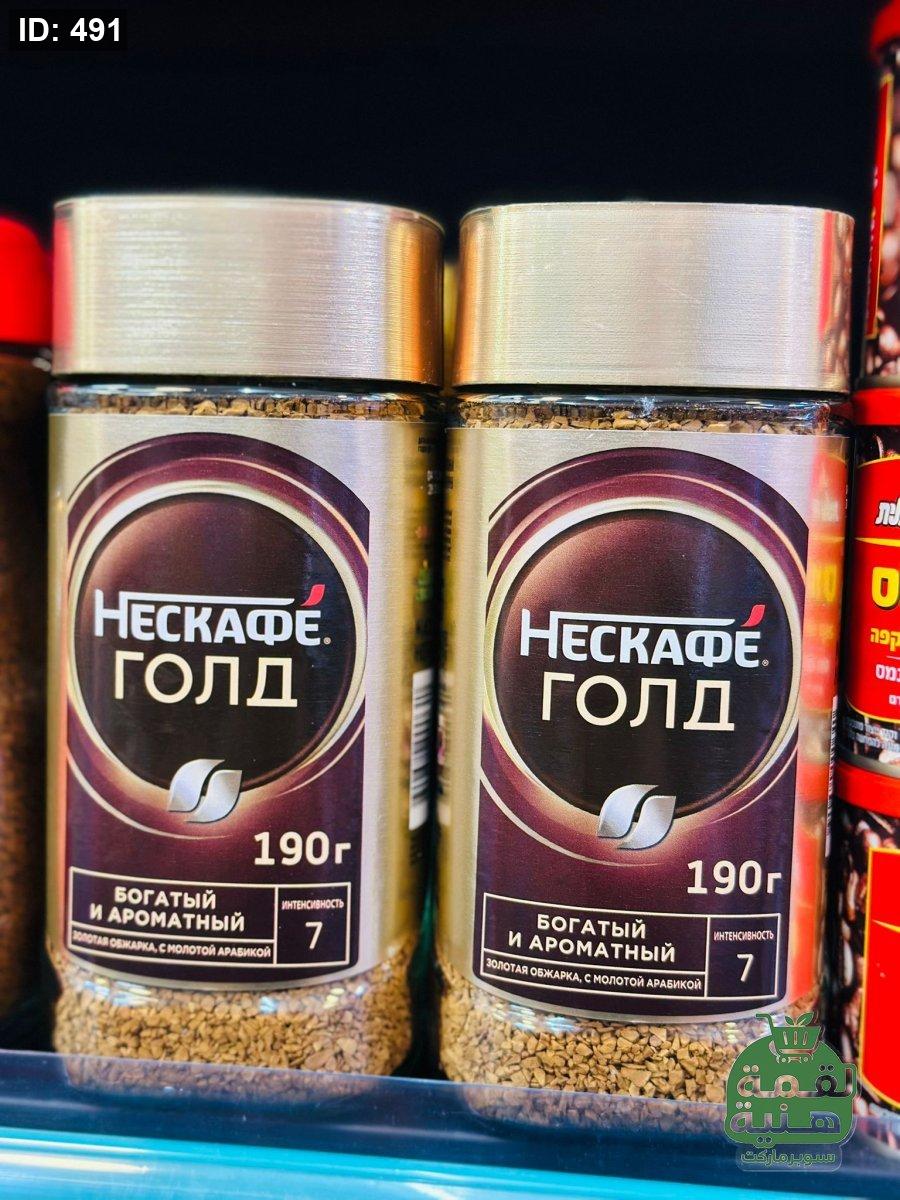 ID: 491
НЕСКАФЕ́®
ГОЛД
190г
БОГАТЫЙ
И АРОМАТНЫЙ
ЗОЛОТАЯ ОБЖАРКА, С МОЛОТОЙ АРАБИКОЙ
ИНТЕНСИВНОСТЬ
7
НЕСКАФЕ́®
ГОЛД
190г
БОГАТЫЙ
И АРОМАТНЫЙ
ЗОЛОТАЯ ОБЖАРКА, С МОЛОТОЙ АРАБИКОЙ
ИНТЕНСИВНОСТЬ
7
לقمة
هنية
سوبرماركت